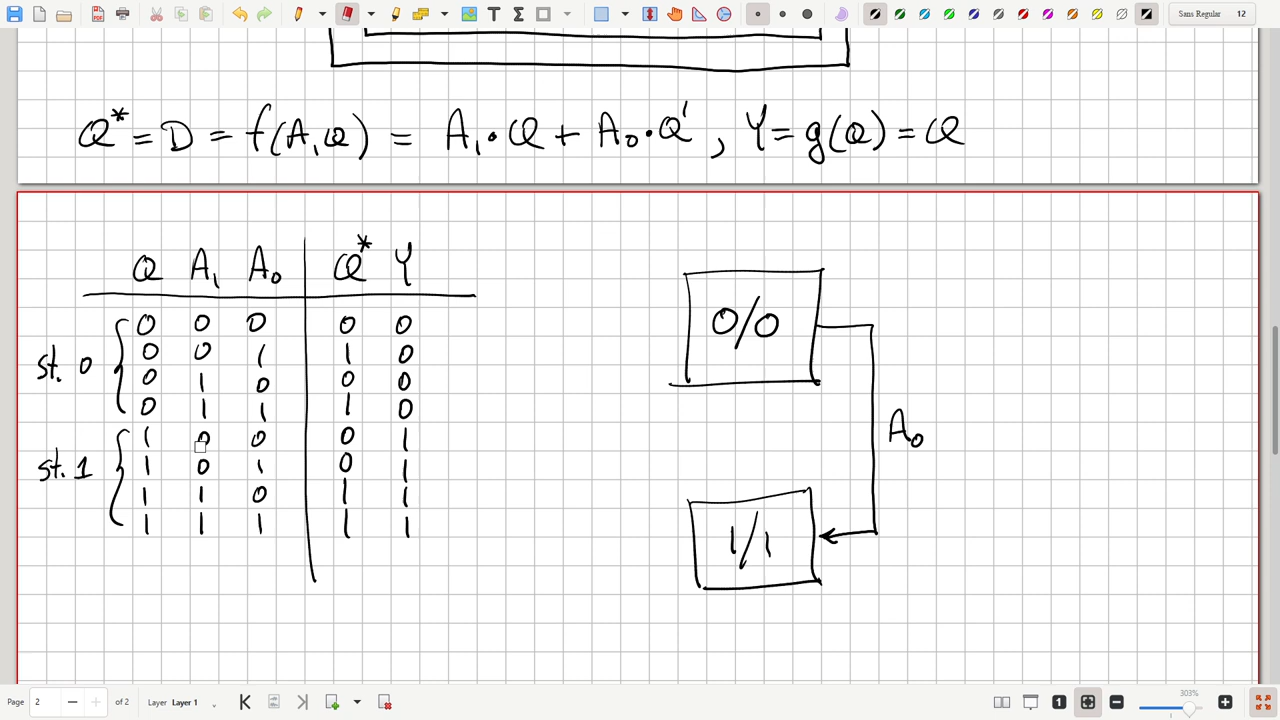 Sans Regular 12
Q* = D = f(A,Q) = A₁·Q + A₀·Q' , Y = g(Q) = Q
Q A₁ A₀ Q* Y
0 0 0 0 0
0 0 1 1 0
st. 0
0 1 0 0 0
0 1 1 1 0
1 0 0 0 1
1 0 1 0 1
st. 1
1 1 0 1 1
1 1 1 1 1
0/0
A₀
1/1
Page 2 of 2 Layer Layer 1 1 303%